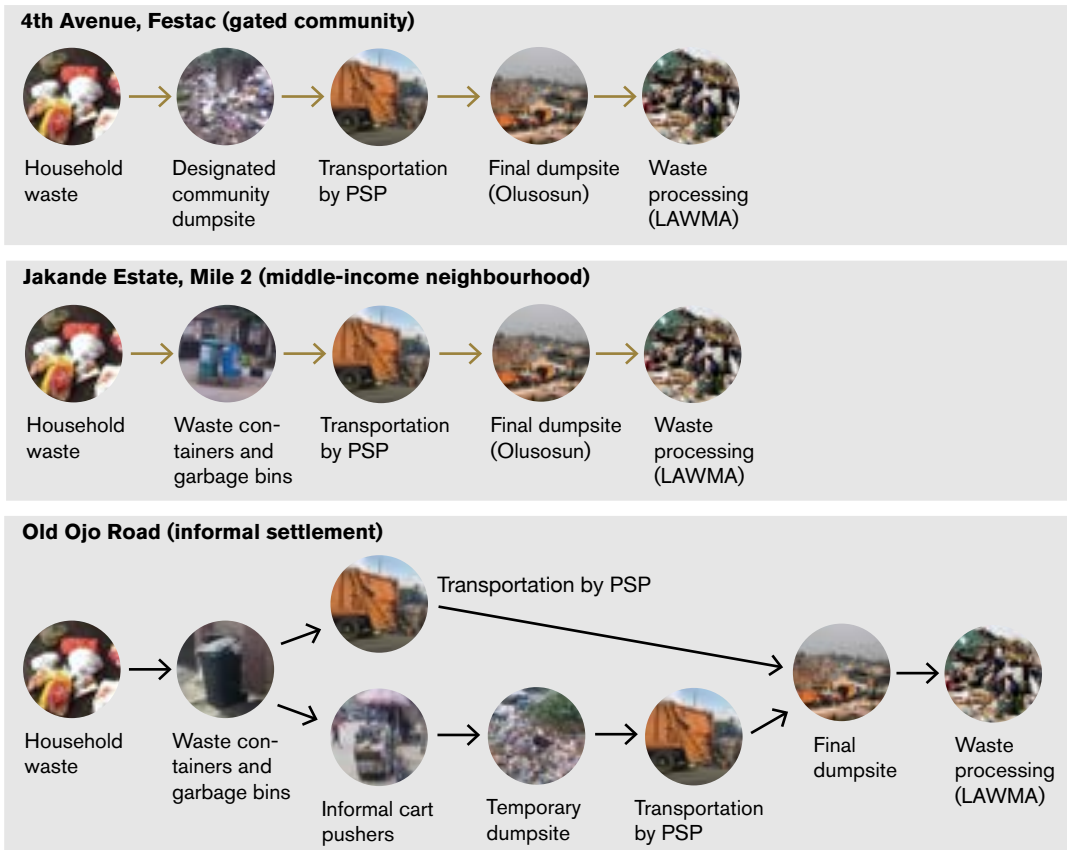 4th Avenue, Festac (gated community)
Household
waste
Designated
community
dumpsite
Transportation
by PSP
Final dumpsite
(Olusosun)
Waste
processing
(LAWMA)
Jakande Estate, Mile 2 (middle-income neighbourhood)
Household
waste
Waste con-
tainers and
garbage bins
Transportation
by PSP
Final dumpsite
(Olusosun)
Waste
processing
(LAWMA)
Old Ojo Road (informal settlement)
Transportation by PSP
Household
waste
Waste con-
tainers and
garbage bins
Informal cart
pushers
Temporary
dumpsite
Transportation
by PSP
Final
dumpsite
Waste
processing
(LAWMA)